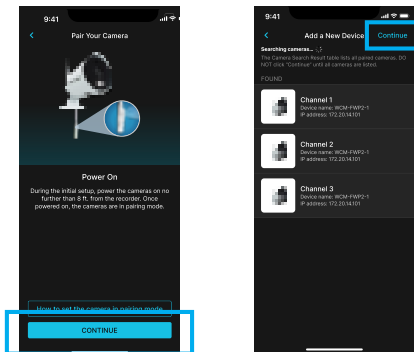 9:41
Pair Your Camera
Power On
During the initial setup, power the cameras on no
further than 8 ft. from the recorder. Once
powered on, the cameras are in pairing mode.
How to set the camera in pairing mode
CONTINUE
9:41
Add a New Device
Continue
Searching cameras...
The Camera Search Result table lists all paired cameras. DO
NOT click "Continue" until all cameras are listed.
FOUND
Channel 1
Device name: WCM-FWP2-1
IP address: 172.20.14.101
Channel 2
Device name: WCM-FWP2-1
IP address: 172.20.14.101
Channel 3
Device name: WCM-FWP2-1
IP address: 172.20.14.101